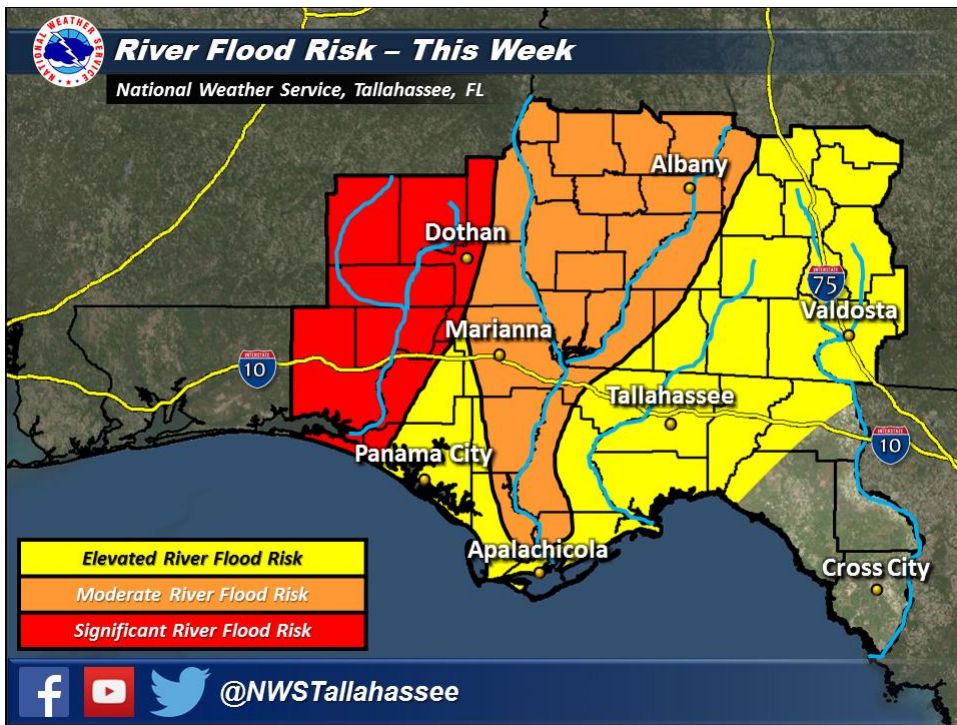 NATIONAL WEATHER SERVICE
River Flood Risk – This Week
National Weather Service, Tallahassee, FL
Albany
Dothan
INTERSTATE
75
Valdosta
Marianna
INTERSTATE
10
Tallahassee
INTERSTATE
10
Panama City
Apalachicola
Cross City
Elevated River Flood Risk
Moderate River Flood Risk
Significant River Flood Risk
f
@NWSTallahassee